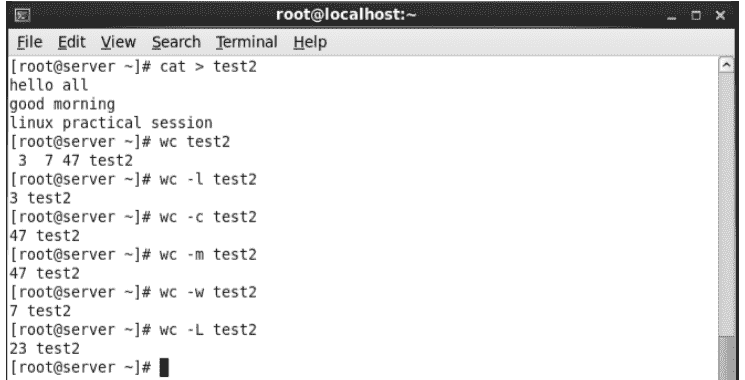 root@localhost:~
File Edit View Search Terminal Help
[root@server ~]# cat > test2
hello all
good morning
linux practical session
[root@server ~]# wc test2
 3  7 47 test2
[root@server ~]# wc -l test2
3 test2
[root@server ~]# wc -c test2
47 test2
[root@server ~]# wc -m test2
47 test2
[root@server ~]# wc -w test2
7 test2
[root@server ~]# wc -L test2
23 test2
[root@server ~]#